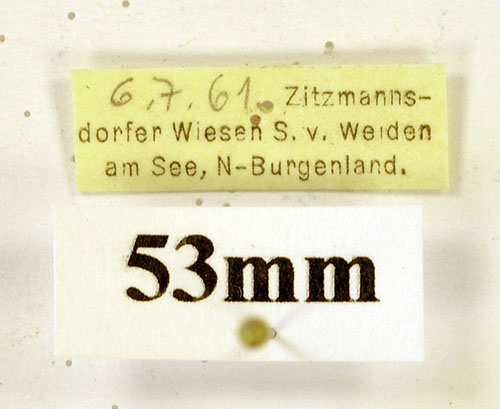 6.7.61. Zitzmanns-
dorfer Wiesen S. v. Weiden
am See, N-Burgenland.
53mm